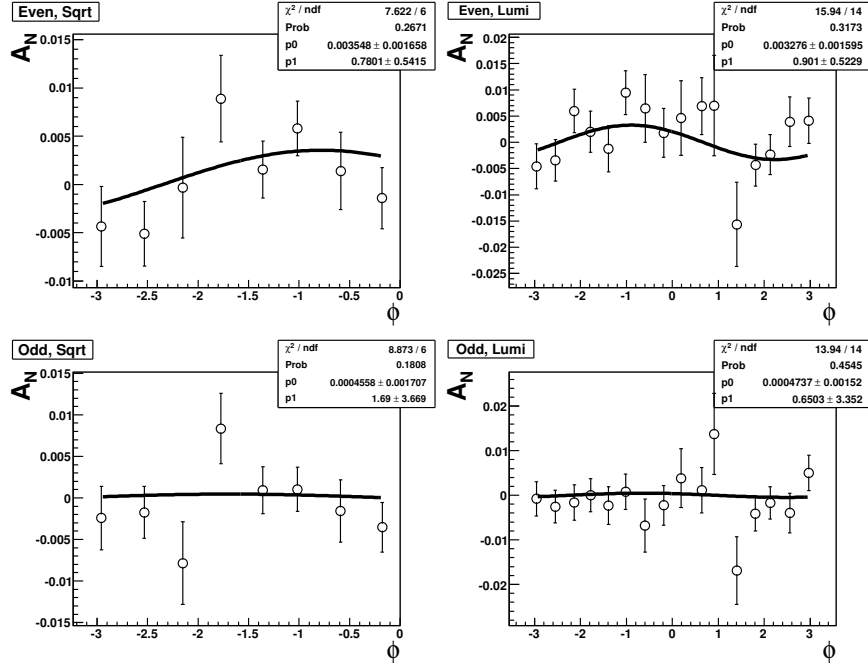 Even, Sqrt
χ² / ndf 7.622 / 6
Prob 0.2671
p0 0.003548 ± 0.001658
p1 0.7801 ± 0.5415
A_N
0.015
0.01
0.005
0
-0.005
-0.01
-3 -2.5 -2 -1.5 -1 -0.5 0
ϕ
Even, Lumi
χ² / ndf 15.94 / 14
Prob 0.3173
p0 0.003276 ± 0.001595
p1 0.901 ± 0.5229
A_N
0.015
0.01
0.005
0
-0.005
-0.01
-0.015
-0.02
-0.025
-3 -2 -1 0 1 2 3
ϕ
Odd, Sqrt
χ² / ndf 8.873 / 6
Prob 0.1808
p0 0.0004558 ± 0.001707
p1 1.69 ± 3.669
A_N
0.015
0.01
0.005
0
-0.005
-0.01
-0.015
-3 -2.5 -2 -1.5 -1 -0.5 0
ϕ
Odd, Lumi
χ² / ndf 13.94 / 14
Prob 0.4545
p0 0.0004737 ± 0.00152
p1 0.6503 ± 3.352
A_N
0.02
0.01
0
-0.01
-0.02
-3 -2 -1 0 1 2 3
ϕ